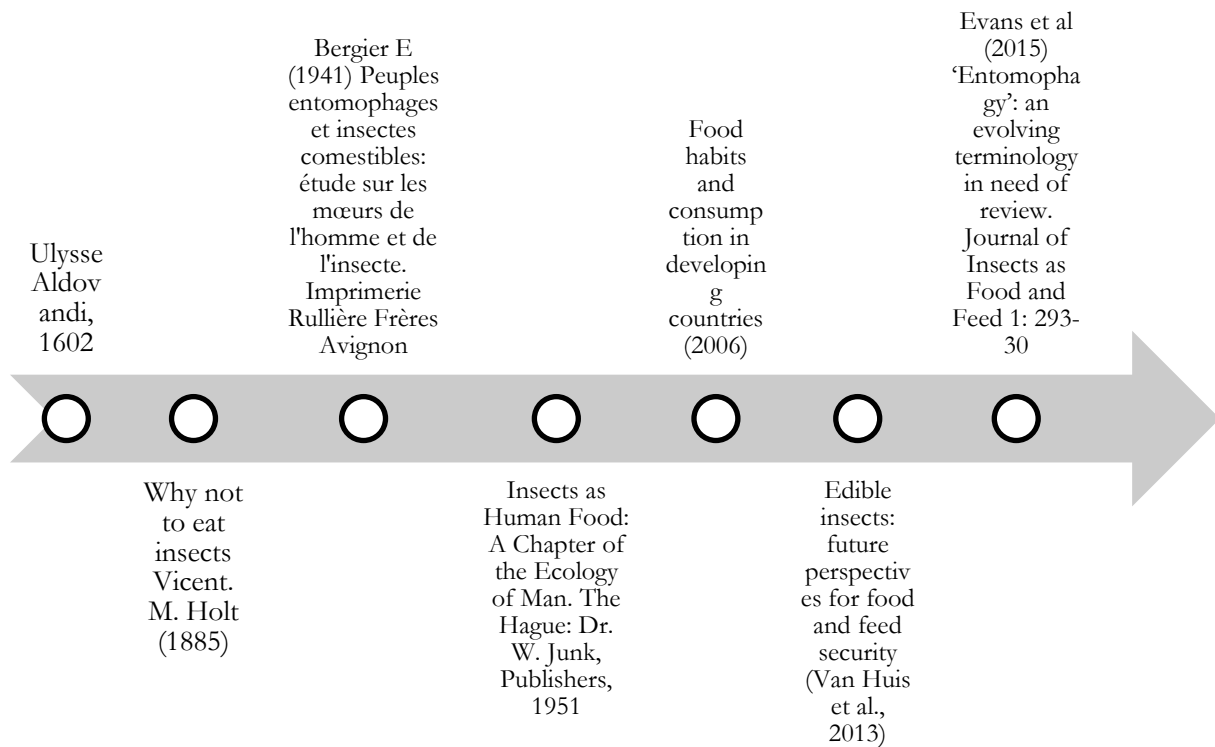 Ulysse
Aldov
andi,
1602
Why not
to eat
insects
Vicent.
M. Holt
(1885)
Bergier E
(1941) Peuples
entomophages
et insectes
comestibles:
étude sur les
mœurs de
l'homme et de
l'insecte.
Imprimerie
Rullière Frères
Avignon
Insects as
Human Food:
A Chapter of
the Ecology
of Man. The
Hague: Dr.
W. Junk,
Publishers,
1951
Food
habits
and
consump
tion in
developin
g
countries
(2006)
Edible
insects:
future
perspectiv
es for food
and feed
security
(Van Huis
et al.,
2013)
Evans et al
(2015)
‘Entomopha
gy’: an
evolving
terminology
in need of
review.
Journal of
Insects as
Food and
Feed 1: 293-
30